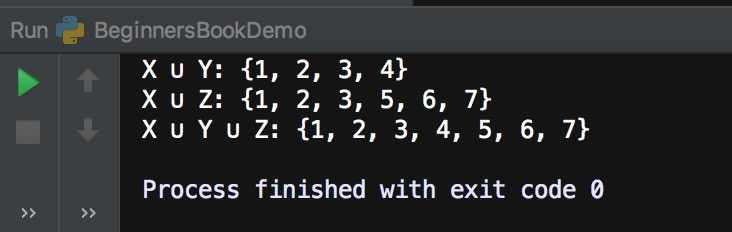 Run BeginnersBookDemo
X ∪ Y: {1, 2, 3, 4}
X ∪ Z: {1, 2, 3, 5, 6, 7}
X ∪ Y ∪ Z: {1, 2, 3, 4, 5, 6, 7}
Process finished with exit code 0